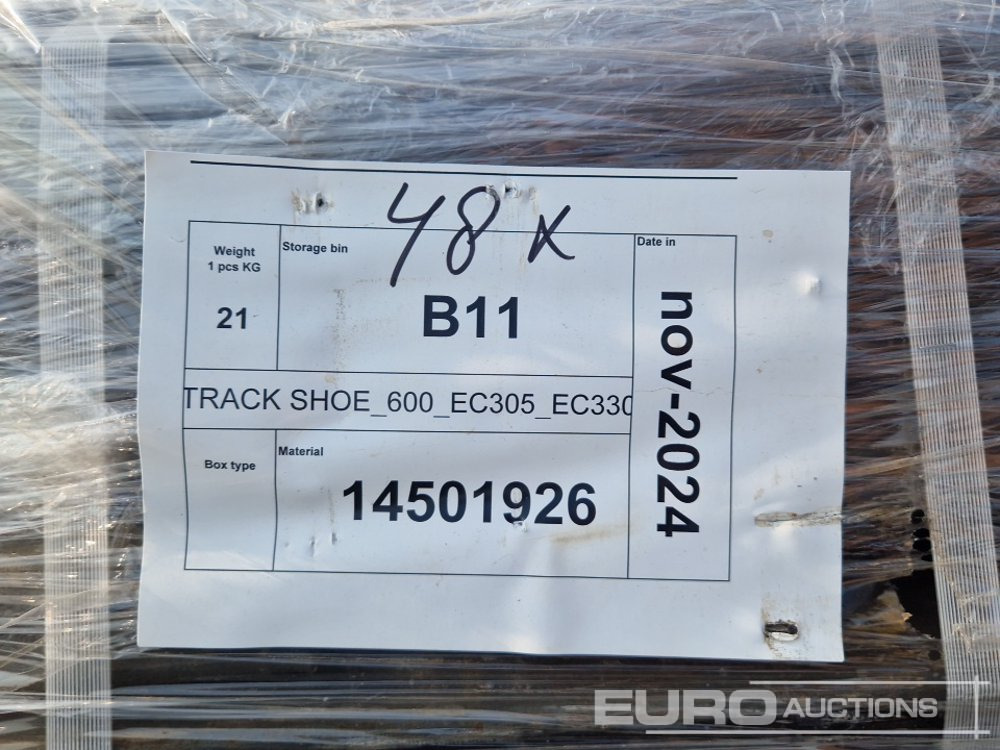 48 x
Weight
1 pcs KG
21
Storage bin
B11
Date in
nov-2024
TRACK SHOE_600_EC305_EC330
Box type
Material
14501926
EURO AUCTIONS